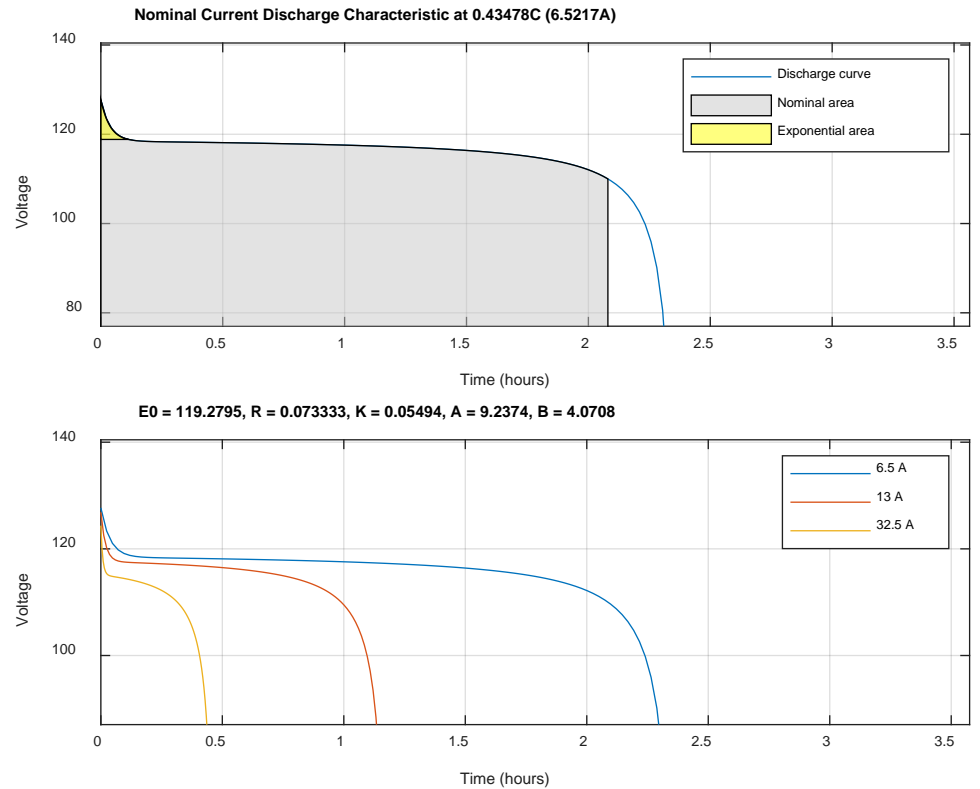 Nominal Current Discharge Characteristic at 0.43478C (6.5217A)
140
120
100
80
Voltage
Discharge curve
Nominal area
Exponential area
0 0.5 1 1.5 2 2.5 3 3.5
Time (hours)
E0 = 119.2795, R = 0.073333, K = 0.05494, A = 9.2374, B = 4.0708
140
120
100
Voltage
6.5 A
13 A
32.5 A
0 0.5 1 1.5 2 2.5 3 3.5
Time (hours)